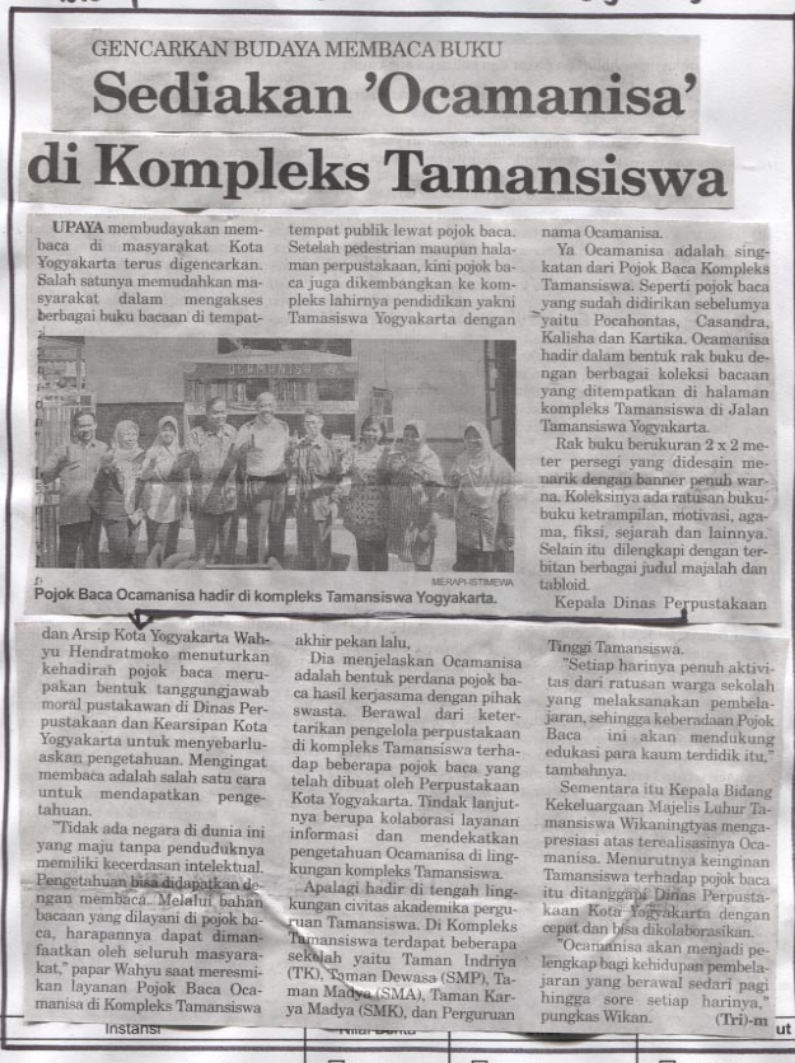 GENCARKAN BUDAYA MEMBACA BUKU
Sediakan 'Ocamanisa'
di Kompleks Tamansiswa
UPAYA membudayakan mem-
baca di masyarakat Kota
Yogyakarta terus digencarkan.
Salah satunya memudahkan ma-
syarakat dalam mengakses
berbagai buku bacaan di tempat-
tempat publik lewat pojok baca.
Setelah pedestrian maupun hala-
man perpustakaan, kini pojok ba-
ca juga dikembangkan ke kom-
pleks lahirnya pendidikan yakni
Tamasiswa Yogyakarta dengan
OCAMANISA
MERAPI-ISTIMEWA
Pojok Baca Ocamanisa hadir di kompleks Tamansiswa Yogyakarta.
nama Ocamanisa.
Ya Ocamanisa adalah sing-
katan dari Pojok Baca Kompleks
Tamansiswa. Seperti pojok baca
yang sudah didirikan sebelumya
yaitu Pocahontas, Casandra,
Kalisha dan Kartika. Ocamanisa
hadir dalam bentuk rak buku de-
ngan berbagai koleksi bacaan
yang ditempatkan di halaman
kompleks Tamansiswa di Jalan
Tamansiswa Yogyakarta.
Rak buku berukuran 2 x 2 me-
ter persegi yang didesain me-
narik dengan banner penuh war-
na. Koleksinya ada ratusan buku-
buku ketrampilan, motivasi, aga-
ma, fiksi, sejarah dan lainnya.
Selain itu dilengkapi dengan ter-
bitan berbagai judul majalah dan
tabloid.
Kepala Dinas Perpustakaan
dan Arsip Kota Yogyakarta Wah-
yu Hendratmoko menuturkan
kehadirah pojok baca meru-
pakan bentuk tanggungjawab
moral pustakawan di Dinas Per-
pustakaan dan Kearsipan Kota
Yogyakarta untuk menyebarlu-
askan pengetahuan. Mengingat
membaca adalah salah satu cara
untuk mendapatkan penge-
tahuan.
"Tidak ada negara di dunia ini
yang maju tanpa penduduknya
memiliki kecerdasan intelektual.
Pengetahuan bisa didapatkan de-
ngan membaca. Melalui bahan
bacaan yang dilayani di pojok ba-
ca, harapannya dapat diman-
faatkan oleh seluruh masyara-
kat," papar Wahyu saat meresmi-
kan layanan Pojok Baca Oca-
manisa di Kompleks Tamansiswa
akhir pekan lalu,
Dia menjelaskan Ocamanisa
adalah bentuk perdana pojok ba-
ca hasil kerjasama dengan pihak
swasta. Berawal dari keter-
tarikan pengelola perpustakaan
di kompleks Tamansiswa terha-
dap beberapa pojok baca yang
telah dibuat oleh Perpustakaan
Kota Yogyakarta. Tindak lanjut-
nya berupa kolaborasi layanan
informasi dan mendekatkan
pengetahuan Ocamanisa di ling-
kungan kompleks Tamansiswa.
Apalagi hadir di tengah ling-
kungan civitas akademika pergu-
ruan Tamansiswa. Di Kompleks
Tamansiswa terdapat beberapa
sekolah yaitu Taman Indriya
(TK), Taman Dewasa (SMP), Ta-
man Madya (SMA), Taman Kar-
ya Madya (SMK), dan Perguruan
Tinggi Tamansiswa.
"Setiap harinya penuh aktivi-
tas dari ratusan warga sekolah
yang melaksanakan pembela-
jaran, sehingga keberadaan Pojok
Baca ini akan mendukung
edukasi para kaum terdidik itu,"
tambahnya.
Sementara itu Kepala Bidang
Kekeluargaan Majelis Luhur Ta-
mansiswa Wikaningtyas menga-
presiasi atas terealisasinya Oca-
manisa. Menurutnya keinginan
Tamansiswa terhadap pojok baca
itu ditanggapi Dinas Perpusta-
kaan Kota Yogyakarta dengan
cepat dan bisa dikolaborasikan.
"Ocamanisa akan menjadi pe-
lengkap bagi kehidupan pembela-
jaran yang berawal sedari pagi
hingga sore setiap harinya,"
pungkas Wikan. (Tri)-m
Instansi
ut